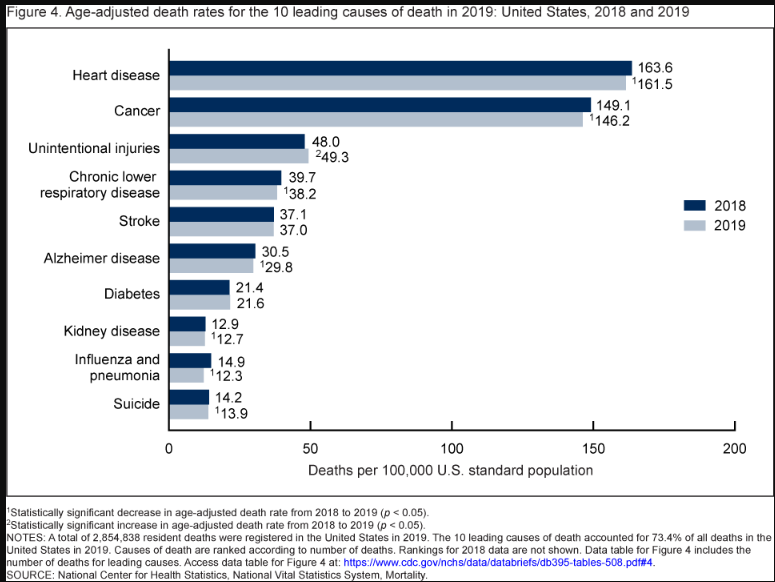 Figure 4. Age-adjusted death rates for the 10 leading causes of death in 2019: United States, 2018 and 2019
Heart disease
163.6
¹161.5
Cancer
149.1
¹146.2
Unintentional injuries
48.0
²49.3
Chronic lower
respiratory disease
39.7
¹38.2
Stroke
37.1
37.0
Alzheimer disease
30.5
¹29.8
Diabetes
21.4
21.6
Kidney disease
12.9
¹12.7
Influenza and
pneumonia
14.9
¹12.3
Suicide
14.2
¹13.9
2018
2019
0 50 100 150 200
Deaths per 100,000 U.S. standard population
¹Statistically significant decrease in age-adjusted death rate from 2018 to 2019 (p < 0.05).
²Statistically significant increase in age-adjusted death rate from 2018 to 2019 (p < 0.05).
NOTES: A total of 2,854,838 resident deaths were registered in the United States in 2019. The 10 leading causes of death accounted for 73.4% of all deaths in the
United States in 2019. Causes of death are ranked according to number of deaths. Rankings for 2018 data are not shown. Data table for Figure 4 includes the
number of deaths for leading causes. Access data table for Figure 4 at: https://www.cdc.gov/nchs/data/databriefs/db395-tables-508.pdf#4.
SOURCE: National Center for Health Statistics, National Vital Statistics System, Mortality.